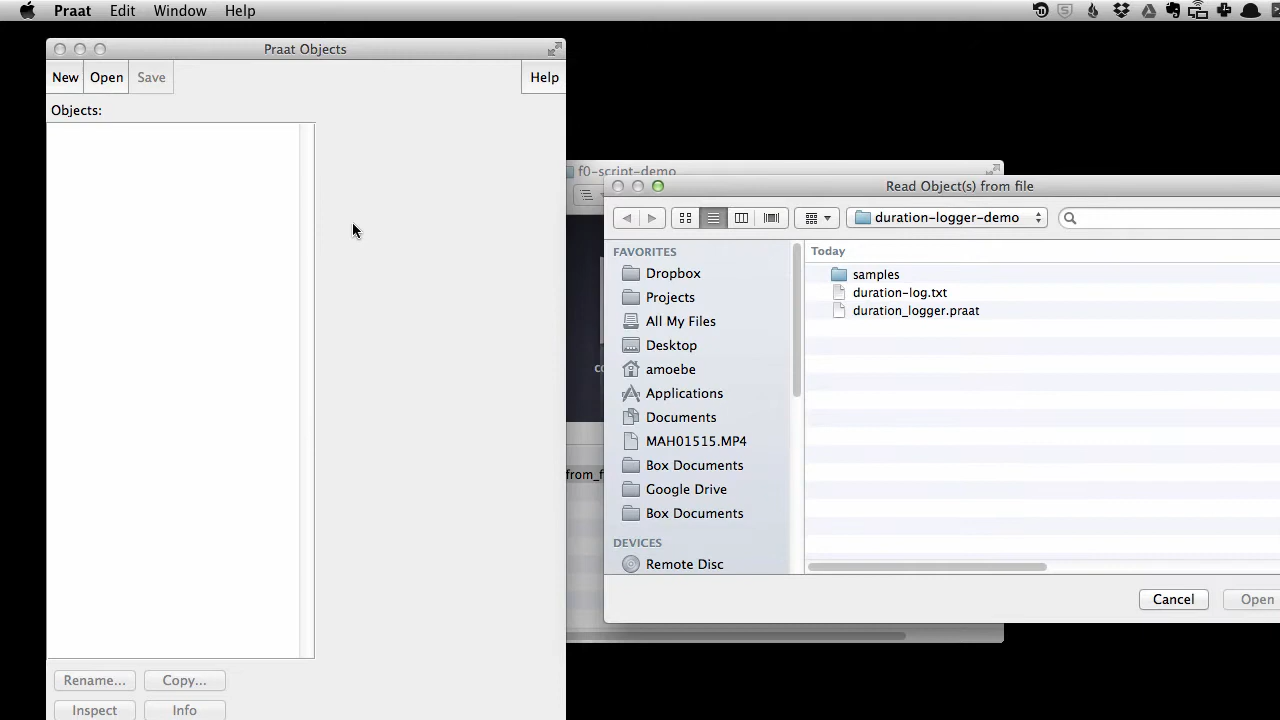 Praat Edit Window Help
Praat Objects
New Open Save Help
Objects:
Rename... Copy...
Inspect Info
f0-script-demo
from_f
Read Object(s) from file
duration-logger-demo
FAVORITES
Dropbox
Projects
All My Files
Desktop
amoebe
Applications
Documents
MAH01515.MP4
Box Documents
Google Drive
Box Documents
DEVICES
Remote Disc
Today
samples
duration-log.txt
duration_logger.praat
Cancel Open